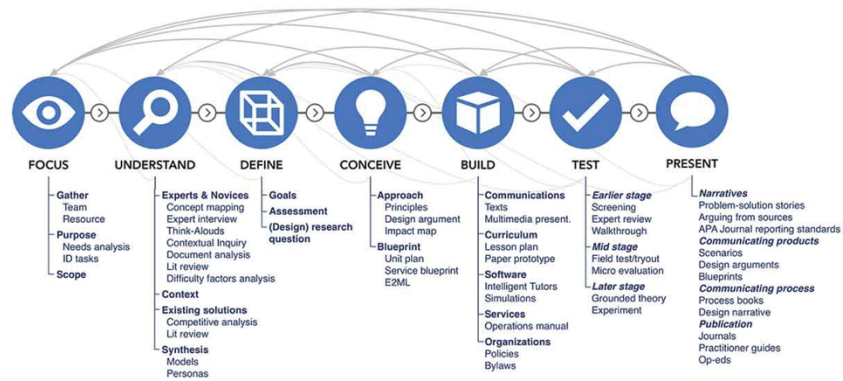 FOCUS
Gather
Team
Resource
Purpose
Needs analysis
ID tasks
Scope
UNDERSTAND
Experts & Novices
Concept mapping
Expert interview
Think-Alouds
Contextual Inquiry
Document analysis
Lit review
Difficulty factors analysis
Context
Existing solutions
Competitive analysis
Lit review
Synthesis
Models
Personas
DEFINE
Goals
Assessment
(Design) research
question
CONCEIVE
Approach
Principles
Design argument
Impact map
Blueprint
Unit plan
Service blueprint
E2ML
BUILD
Communications
Texts
Multimedia present.
Curriculum
Lesson plan
Paper prototype
Software
Intelligent Tutors
Simulations
Services
Operations manual
Organizations
Policies
Bylaws
TEST
Earlier stage
Screening
Expert review
Walkthrough
Mid stage
Field test/tryout
Micro evaluation
Later stage
Grounded theory
Experiment
PRESENT
Narratives
Problem-solution stories
Arguing from sources
APA Journal reporting standards
Communicating products
Scenarios
Design arguments
Blueprints
Communicating process
Process books
Design narrative
Publication
Journals
Practitioner guides
Op-eds